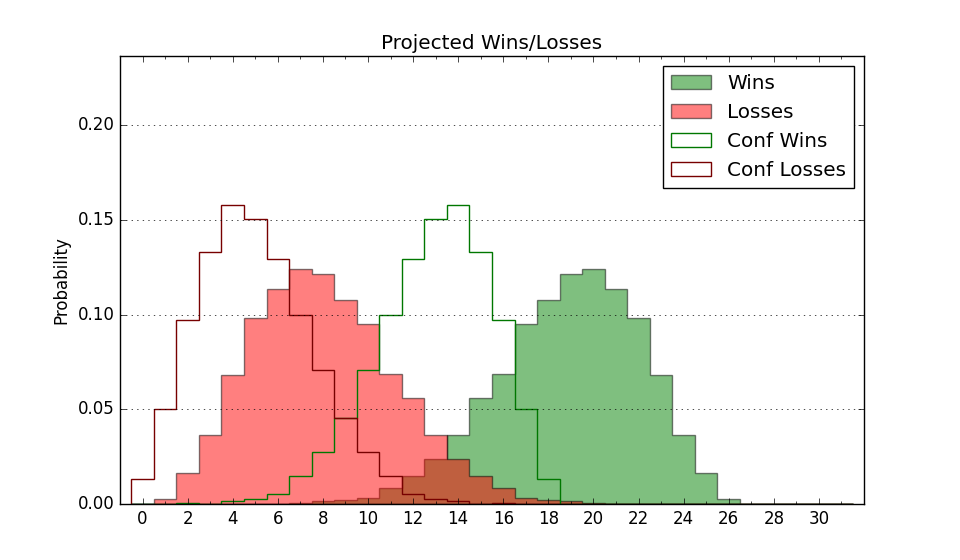 Projected Wins/Losses
Wins
Losses
Conf Wins
Conf Losses
Probability
0.20
0.15
0.10
0.05
0.00
0 2 4 6 8 10 12 14 16 18 20 22 24 26 28 30